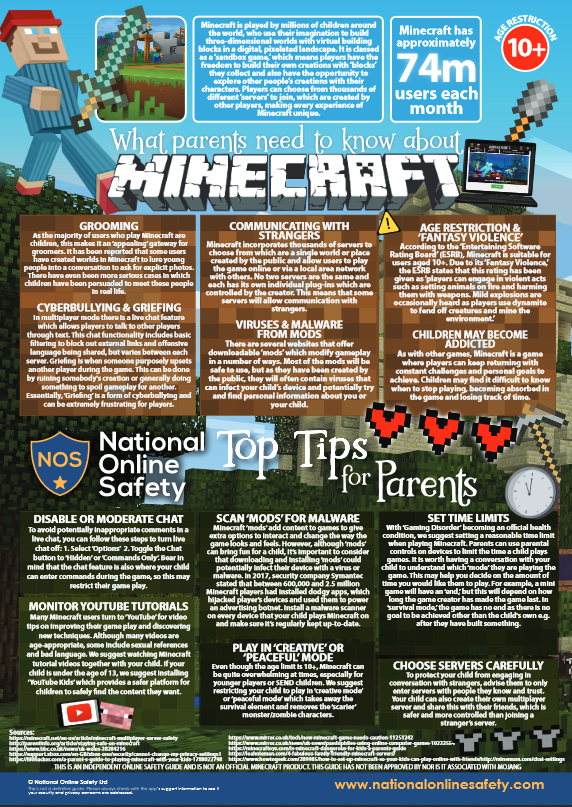 Minecraft is played by millions of children around
the world, who use their imagination to build
three-dimensional worlds with virtual building
blocks in a digital, pixelated landscape. It is classed
as a ‘sandbox game,’ which means players have the
freedom to build their own creations with ‘blocks’
they collect and also have the opportunity to
explore other people’s creations with their
characters. Players can choose from thousands of
different ‘servers’ to join, which are created by
other players, making every experience of
Minecraft unique.
Minecraft has
approximately
74m
users each
month
AGE RESTRICTION
10+
What parents need to know about
MINECRAFT
GROOMING
As the majority of users who play Minecraft are
children, this makes it an ‘appealing’ gateway for
groomers. It has been reported that some users
have created worlds in Minecraft to lure young
people into a conversation to ask for explicit photos.
There have even been more serious cases in which
children have been persuaded to meet these people
in real life.
CYBERBULLYING & GRIEFING
In multiplayer mode there is a live chat feature
which allows players to talk to other players
through text. This chat functionality includes basic
filtering to block out external links and offensive
language being shared, but varies between each
server. Griefing is when someone purposely upsets
another player during the game. This can be done
by ruining somebody’s creation or generally doing
something to spoil gameplay for another.
Essentially, ‘Griefing’ is a form of cyberbullying and
can be extremely frustrating for players.
COMMUNICATING WITH
STRANGERS
Minecraft incorporates thousands of servers to
choose from which are a single world or place
created by the public and allow users to play
the game online or via a local area network
with others. No two servers are the same and
each has its own individual plug-ins which are
controlled by the creator. This means that some
servers will allow communication with
strangers.
VIRUSES & MALWARE
FROM MODS
There are several websites that offer
downloadable ‘mods’ which modify gameplay
in a number of ways. Most of the mods will be
safe to use, but as they have been created by
the public, they will often contain viruses that
can infect your child’s device and potentially try
and find personal information about you or
your child.
AGE RESTRICTION &
‘FANTASY VIOLENCE’
According to the ‘Entertaining Software
Rating Board’ (ESRB), Minecraft is suitable for
users aged 10+. Due to its ‘Fantasy Violence,’
the ESRB states that this rating has been
given as ‘players can engage in violent acts
such as setting animals on fire and harming
them with weapons. Mild explosions are
occasionally heard as players use dynamite
to fend off creatures and mine the
environment.’
CHILDREN MAY BECOME
ADDICTED
As with other games, Minecraft is a game
where players can keep returning with
constant challenges and personal goals to
achieve. Children may find it difficult to know
when to stop playing, becoming absorbed in
the game and losing track of time.
NOS
National
Online
Safety
Top Tips
for Parents
DISABLE OR MODERATE CHAT
To avoid potentially inappropriate comments in
a live chat, you can follow these steps to turn live
chat off: 1. Select ‘Options’ 2. Toggle the Chat
button to ‘Hidden’ or ‘Commands Only’. Bear in
mind that the chat feature is also where your child
can enter commands during the game, so this may
restrict their game play.
MONITOR YOUTUBE TUTORIALS
Many Minecraft users turn to ‘YouTube’ for video
tips on improving their game play and discovering
new techniques. Although many videos are
age-appropriate, some include sexual references
and bad language. We suggest watching Minecraft
tutorial videos together with your child. If your
child is under the age of 13, we suggest installing
‘YouTube Kids’ which provides a safer platform for
children to safely find the content they want.
SCAN ‘MODS’ FOR MALWARE
Minecraft ‘mods’ add content to games to give
extra options to interact and change the way the
game looks and feels. However, although ‘mods’
can bring fun for a child, it’s important to consider
that downloading and installing ‘mods’ could
potentially infect their device with a virus or
malware. In 2017, security company Symantec
stated that between 600,000 and 2.5 million
Minecraft players had installed dodgy apps, which
hijacked player’s devices and used them to power
an advertising botnet. Install a malware scanner
on every device that your child plays Minecraft on
and make sure it’s regularly kept up-to-date.
PLAY IN ‘CREATIVE’ OR
‘PEACEFUL’ MODE
Even though the age limit is 10+, Minecraft can
be quite overwhelming at times, especially for
younger players or SEND children. We suggest
restricting your child to play in ‘creative mode’
or ‘peaceful mode’ which takes away the
survival element and removes the ‘scarier’
monster/zombie characters.
SET TIME LIMITS
With ‘Gaming Disorder’ becoming an official health
condition, we suggest setting a reasonable time limit
when playing Minecraft. Parents can use parental
controls on devices to limit the time a child plays
games. It is worth having a conversation with your
child to understand which ‘mode’ they are playing the
game. This may help you decide on the amount of
time you would like them to play. For example, a mini
game will have an ‘end,’ but this will depend on how
long the game creator has made the game last. In
‘survival mode,’ the game has no end as there is no
goal to be achieved other than the child’s own e.g.
after they have built something.
CHOOSE SERVERS CAREFULLY
To protect your child from engaging in
conversation with strangers, advise them to only
enter servers with people they know and trust.
Your child can also create their own multiplayer
server and share this with their friends, which is
safer and more controlled than joining a
stranger’s server.
Sources:
THIS IS AN INDEPENDENT ONLINE SAFETY GUIDE AND IS NOT AN OFFICIAL MINECRAFT PRODUCT. THIS GUIDE HAS NOT BEEN APPROVED BY NOR IS IT ASSOCIATED WITH MOJANG
© National Online Safety Ltd
www.nationalonlinesafety.com